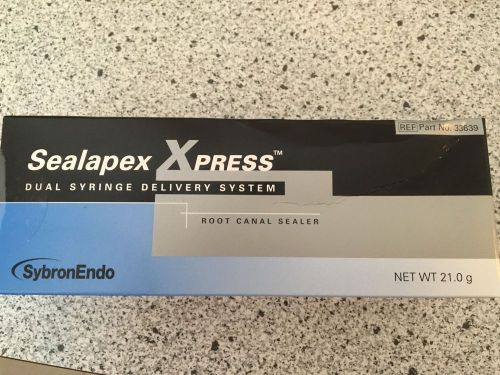 REF Part No. 33639
Sealapex XPRESS™
DUAL SYRINGE DELIVERY SYSTEM
ROOT CANAL SEALER
SybronEndo
NET WT 21.0 g